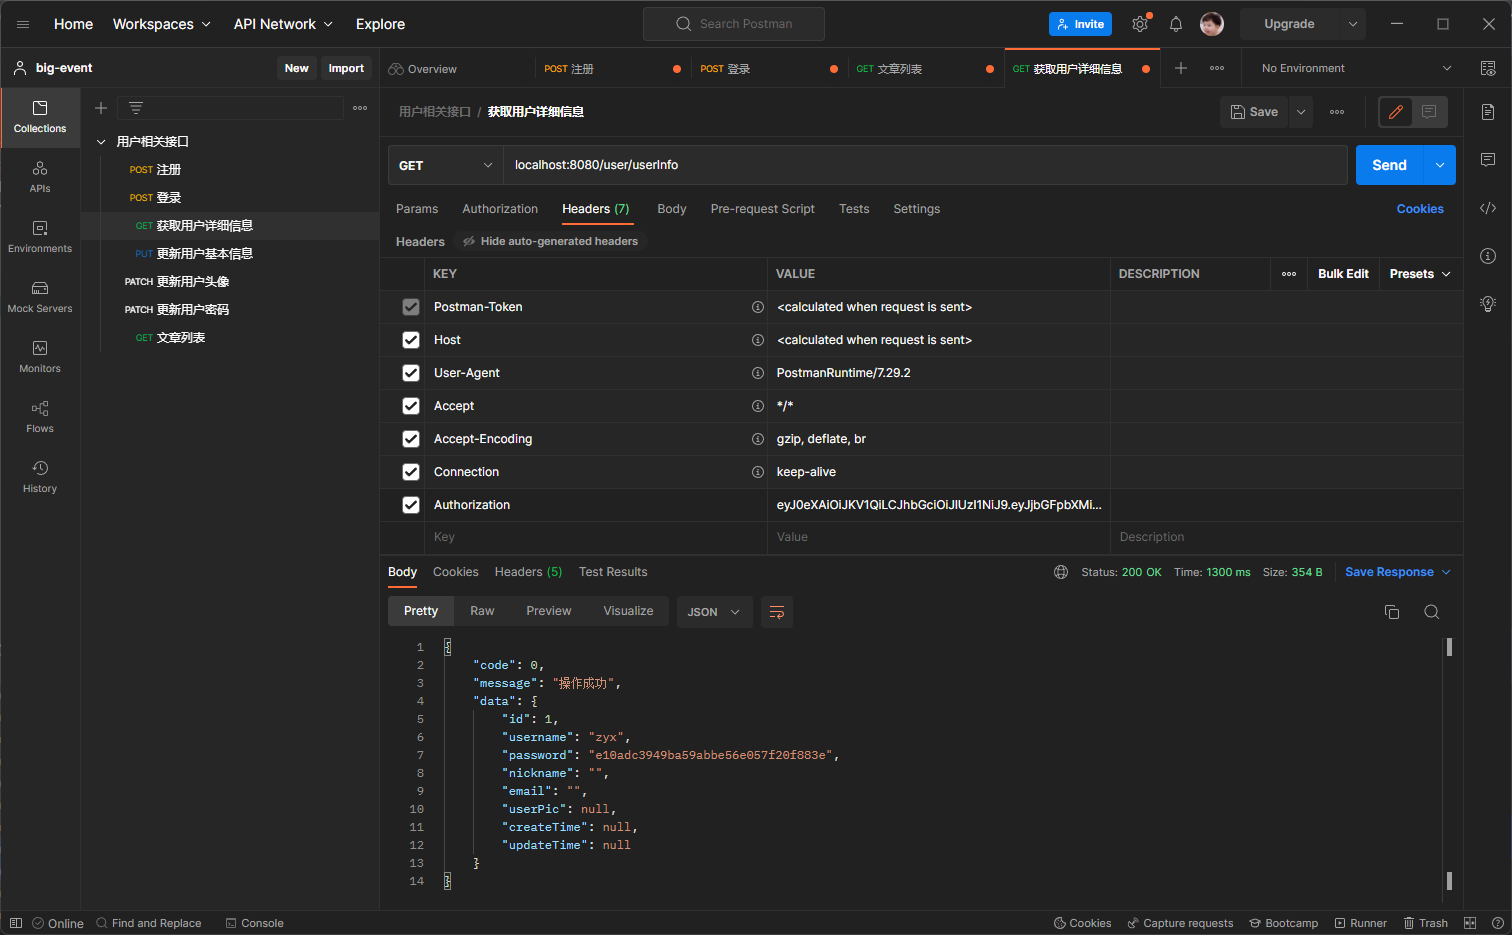 Home Workspaces API Network Explore Search Postman Invite Upgrade
big-event New Import Overview POST 注册 POST 登录 GET 文章列表 GET 获取用户详细信息 No Environment
Collections
APIs
Environments
Mock Servers
Monitors
Flows
History
用户相关接口
POST 注册
POST 登录
GET 获取用户详细信息
PUT 更新用户基本信息
PATCH 更新用户头像
PATCH 更新用户密码
GET 文章列表
用户相关接口 / 获取用户详细信息 Save
GET localhost:8080/user/userInfo Send
Params Authorization Headers (7) Body Pre-request Script Tests Settings Cookies
Headers Hide auto-generated headers
KEY VALUE DESCRIPTION Bulk Edit Presets
Postman-Token <calculated when request is sent>
Host <calculated when request is sent>
User-Agent PostmanRuntime/7.29.2
Accept */*
Accept-Encoding gzip, deflate, br
Connection keep-alive
Authorization eyJ0eXAiOiJKV1QiLCJhbGciOiJIUzI1NiJ9.eyJjbGFpbXMi...
Key Value Description
Body Cookies Headers (5) Test Results Status: 200 OK Time: 1300 ms Size: 354 B Save Response
Pretty Raw Preview Visualize JSON
1 {
2 "code": 0,
3 "message": "操作成功",
4 "data": {
5 "id": 1,
6 "username": "zyx",
7 "password": "e10adc3949ba59abbe56e057f20f883e",
8 "nickname": "",
9 "email": "",
10 "userPic": null,
11 "createTime": null,
12 "updateTime": null
13 }
14 }
Online Find and Replace Console Cookies Capture requests Bootcamp Runner Trash